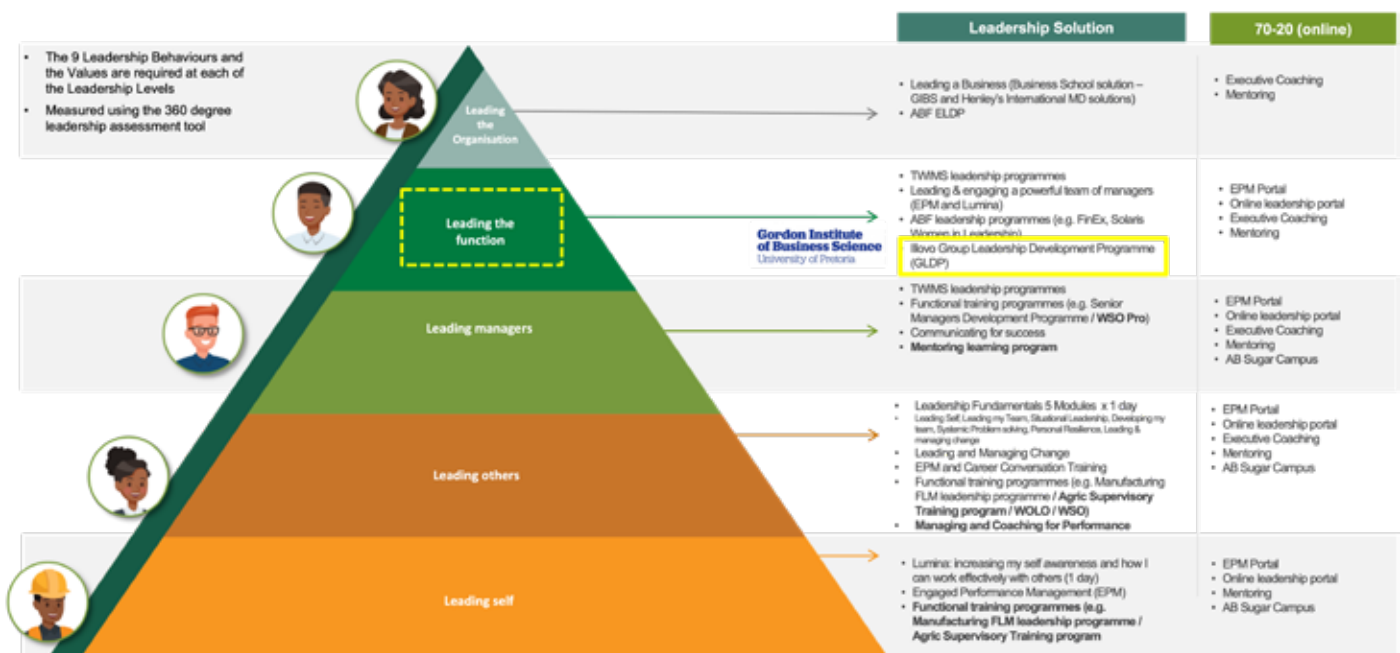 Leadership Solution
70-20 (online)
• The 9 Leadership Behaviours and
the Values are required at each of
the Leadership Levels
• Measured using the 360 degree
leadership assessment tool
Leading
the
Organisation
• Leading a Business (Business School solution –
GIBS and Henley's International MD solutions)
• ABF ELDP
• Executive Coaching
• Mentoring
Leading the
function
Gordon Institute
of Business Science
University of Pretoria
• TWIMS leadership programmes
• Leading & engaging a powerful team of managers
(EPM and Lumina)
• ABF leadership programmes (e.g. FinEx, Solaris
Women in Leadership)
Illovo Group Leadership Development Programme
(GLDP)
• EPM Portal
• Online leadership portal
• Executive Coaching
• Mentoring
Leading managers
• TWIMS leadership programmes
• Functional training programmes (e.g. Senior
Managers Development Programme / WSO Pro)
• Communicating for success
• Mentoring learning program
• EPM Portal
• Online leadership portal
• Executive Coaching
• Mentoring
• AB Sugar Campus
Leading others
• Leadership Fundamentals 5 Modules x 1 day
• Leading Self, Leading my Team, Situational Leadership, Developing my
team, Systemic Problem solving, Personal Resilience, Leading &
managing change
• Leading and Managing Change
• EPM and Career Conversation Training
• Functional training programmes (e.g. Manufacturing
FLM leadership programme / Agric Supervisory
Training program / WOLO / WSO)
• Managing and Coaching for Performance
• EPM Portal
• Online leadership portal
• Executive Coaching
• Mentoring
• AB Sugar Campus
Leading self
• Lumina: increasing my self awareness and how I
can work effectively with others (1 day)
• Engaged Performance Management (EPM)
• Functional training programmes (e.g.
Manufacturing FLM leadership programme /
Agric Supervisory Training program
• EPM Portal
• Online leadership portal
• Mentoring
• AB Sugar Campus